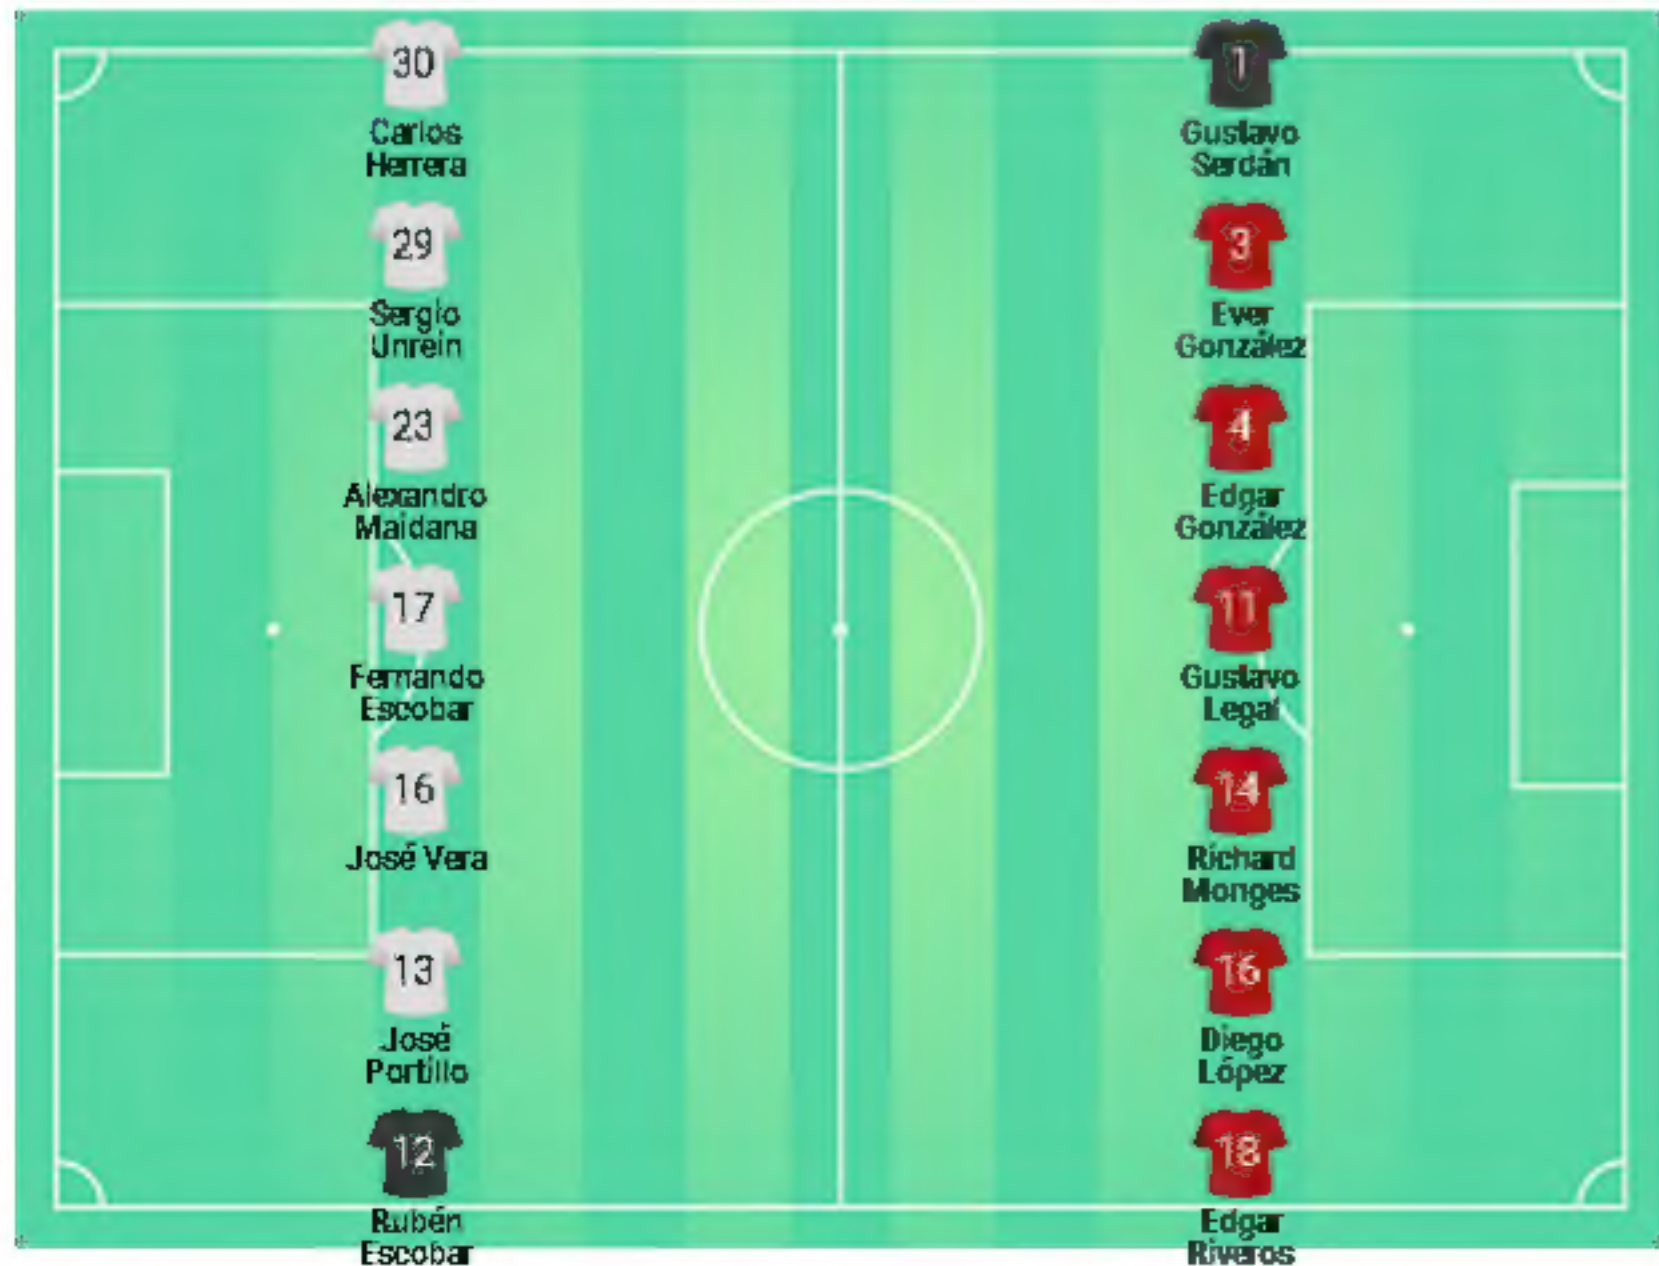 30
Carlos
Herrera
29
Sergio
Unrein
23
Alexandro
Maidana
17
Fernando
Escobar
16
José Vera
13
José
Portillo
12
Rubén
Escobar
1
Gustavo
Serdán
3
Ever
González
4
Edgar
González
11
Gustavo
Legal
14
Richard
Monges
16
Diego
López
18
Edgar
Riveros